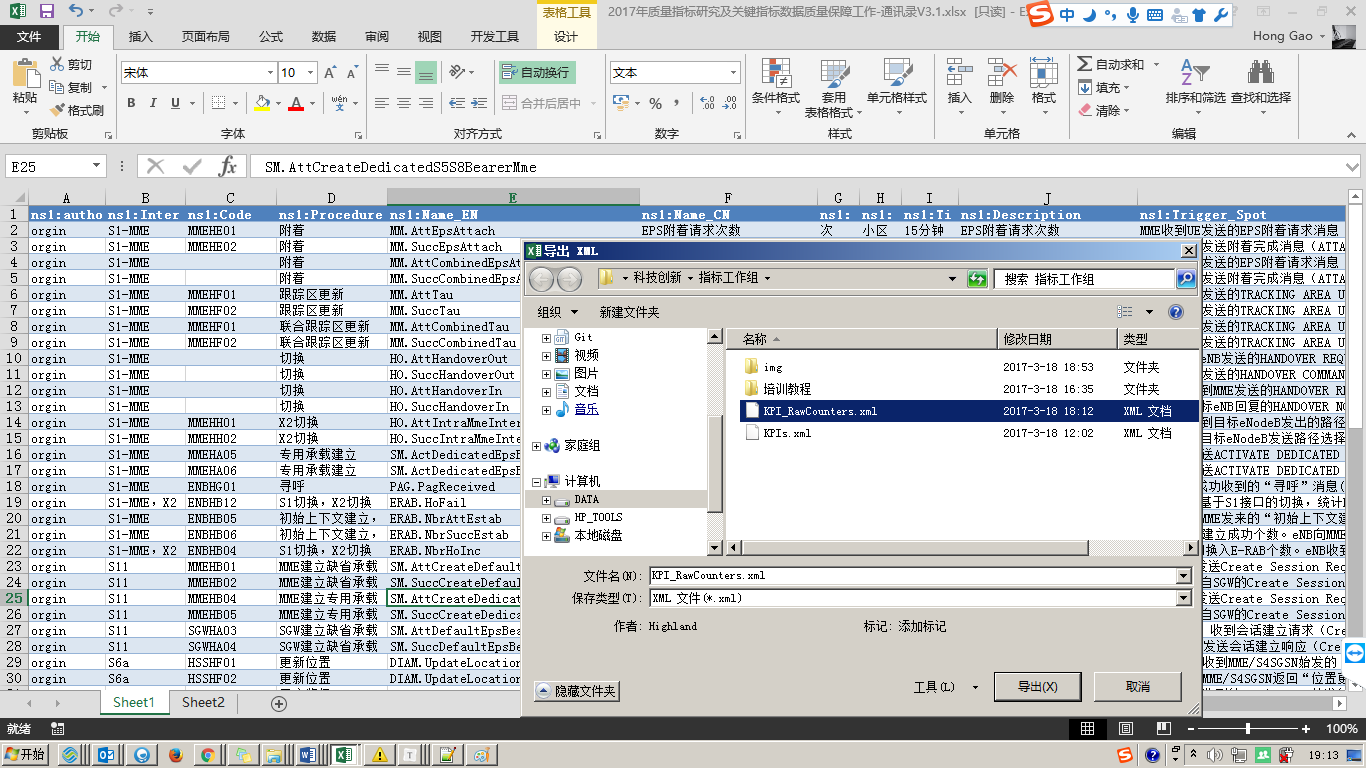 表格工具
2017年质量指标研究及关键指标数据质量保障工作-通讯录V3.1.xlsx [只读] - E
中
文件 开始 插入 页面布局 公式 数据 审阅 视图 开发工具 设计
Hong Gao
粘贴 剪切 复制 格式刷 剪贴板
宋体 10 B I U wén 字体
自动换行 合并后居中 对齐方式
文本 % 数字
条件格式 套用 表格格式 单元格样式 样式
插入 删除 格式 单元格
自动求和 填充 清除 排序和筛选 查找和选择 编辑
E25 fx SM.AttCreateDedicatedS5S8BearerMme
A B C D E F G H I J
1 ns1:autho ns1:Inter ns1:Code ns1:Procedure ns1:Name_EN ns1:Name_CN ns1: ns1: ns1:Ti ns1:Description ns1:Trigger_Spot
2 orgin S1-MME MMEHE01 附着 MM.AttEpsAttach EPS附着请求次数 次 小区 15分钟 EPS附着请求次数 MME收到UE发送的EPS附着请求消息
3 orgin S1-MME MMEHE02 附着 MM.SuccEpsAttach 发送附着完成消息（ATTA
4 orgin S1-MME 附着 MM.AttCombinedEpsAt 发送的EPS附着请求消息
5 orgin S1-MME 附着 MM.SuccCombinedEpsA 发送附着完成消息（ATTA
6 orgin S1-MME MMEHF01 跟踪区更新 MM.AttTau 发送的TRACKING AREA U
7 orgin S1-MME MMEHF02 跟踪区更新 MM.SucTau 发送的TRACKING AREA U
8 orgin S1-MME MMEHF01 联合跟踪区更新 MM.AttCombinedTau 发送的TRACKING AREA U
9 orgin S1-MME MMEHF02 联合跟踪区更新 MM.SuccCombinedTau 发送的TRACKING AREA U
10 orgin S1-MME 切换 HO.AttHandoverOut eNB发送的HANDOVER REQ
11 orgin S1-MME 切换 HO.SuccHandoverOut 发送的HANDOVER COMMAN
12 orgin S1-MME 切换 HO.AttHandoverIn 到MME发送的HANDOVER RE
13 orgin S1-MME 切换 HO.SuccHandoverIn 标eNB回复的HANDOVER NO
14 orgin S1-MME MMEHH01 X2切换 MM.AttIntraMmeInter 到目标eNodeB发出的路径
15 orgin S1-MME MMEHH02 X2切换 MM.SuccIntraMmeInte 到目标eNodeB发送路径选择
16 orgin S1-MME MMEHA05 专用承载建立 SM.ActDedicatedEpsB 送ACTIVATE DEDICATED
17 orgin S1-MME MMEHA06 专用承载建立 SM.ActDedicatedEpsB 送ACTIVATE DEDICATED
18 orgin S1-MME ENBHG01 寻呼 PAG.PagReceived 成功收到的“寻呼”消息(
19 orgin S1-MME，X2 ENBHB12 S1切换，X2切换 ERAB.HoFail 基于S1接口的切换，统计
20 orgin S1-MME ENBHB05 初始上下文建立， ERAB.NbrAttEstab MME发来的“初始上下文建
21 orgin S1-MME ENBHB06 初始上下文建立， ERAB.NbrSuccEstab 建立成功个数。eNB向MME
22 orgin S1-MME，X2 ENBHB04 S1切换，X2切换 ERAB.NbrHoInc 切换入E-RAB个数。eNB收到
23 orgin S11 MMEHB01 MME建立缺省承载 SM.AttCreateDefault 发送Create Session Req
24 orgin S11 MMEHB02 MME建立缺省承载 SM.SuccCreateDefaul 自SGW的Create Session
25 orgin S11 MMEHB04 MME建立专用承载 SM.AttCreateDedicat 发送Create Session Req
26 orgin S11 MMEHB05 MME建立专用承载 SM.SuccCreateDedica 自SGW的Create Session
27 orgin S11 SGWHA03 SGW建立缺省承载 SM.AttDefaultEpsBea 收到会话建立请求（Crea
28 orgin S11 SGWHA04 SGW建立缺省承载 SM.SucDefaultEpsBea 发送会话建立响应（Crea
29 orgin S6a HSSHF01 更新位置 DIAM.UpdateLocation 收到MME/S4SGSN始发的
30 orgin S6a HSSHF02 更新位置 DIAM.UpdateLocation MME/S4SGSN返回“位置更
导出 XML
科技创新 指标工作组 搜索 指标工作组
组织 新建文件夹
Git
视频
图片
文档
音乐
家庭组
计算机
DATA
HP_TOOLS
本地磁盘
名称 修改日期 类型
img 2017-3-18 18:53 文件夹
培训教程 2017-3-18 16:35 文件夹
KPI_RawCounters.xml 2017-3-18 18:12 XML 文档
KPIs.xml 2017-3-18 12:02 XML 文档
文件名(N): KPI_RawCounters.xml
保存类型(T): XML 文件(*.xml)
作者: Highland 标记: 添加标记
隐藏文件夹 工具(L) 导出(X) 取消
Sheet1 Sheet2
就绪 100%
开始 19:13